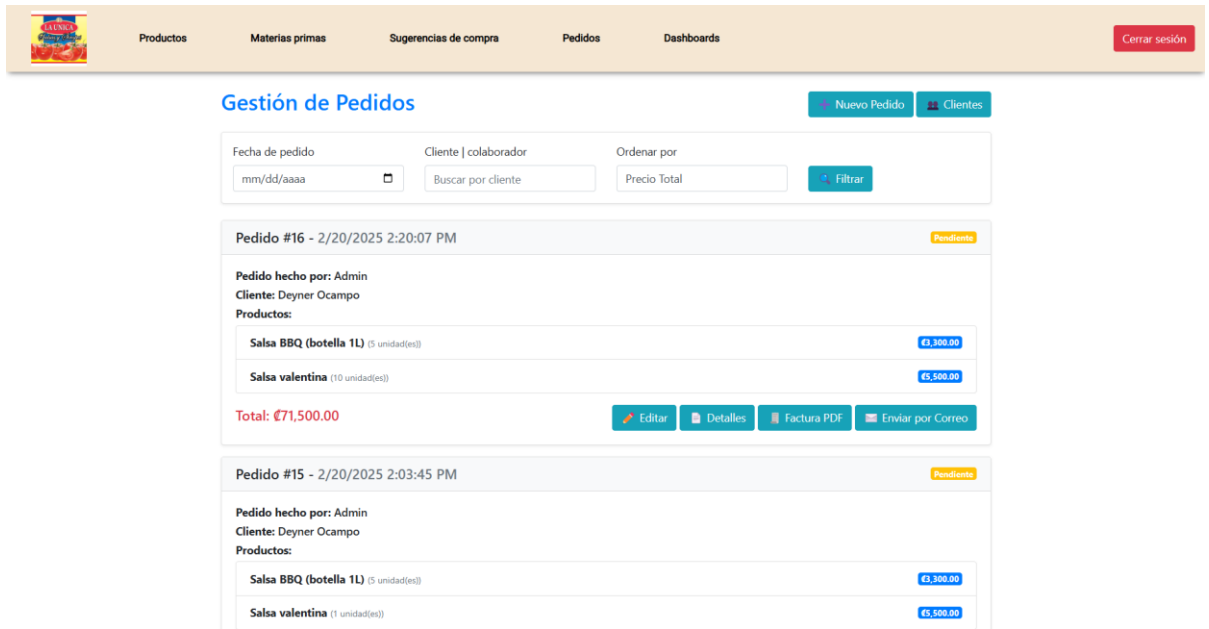 LA UNICA
Productos Materias primas Sugerencias de compra Pedidos Dashboards Cerrar sesión
Gestión de Pedidos Nuevo Pedido Clientes
Fecha de pedido Cliente | colaborador Ordenar por
mm/dd/aaaa Buscar por cliente Precio Total Filtrar
Pedido #16 - 2/20/2025 2:20:07 PM Pendiente
Pedido hecho por: Admin
Cliente: Deyner Ocampo
Productos:
Salsa BBQ (botella 1L) (5 unidad(es)) ₡3,300.00
Salsa valentina (10 unidad(es)) ₡5,500.00
Total: ₡71,500.00 Editar Detalles Factura PDF Enviar por Correo
Pedido #15 - 2/20/2025 2:03:45 PM Pendiente
Pedido hecho por: Admin
Cliente: Deyner Ocampo
Productos:
Salsa BBQ (botella 1L) (5 unidad(es)) ₡3,300.00
Salsa valentina (1 unidad(es)) ₡5,500.00